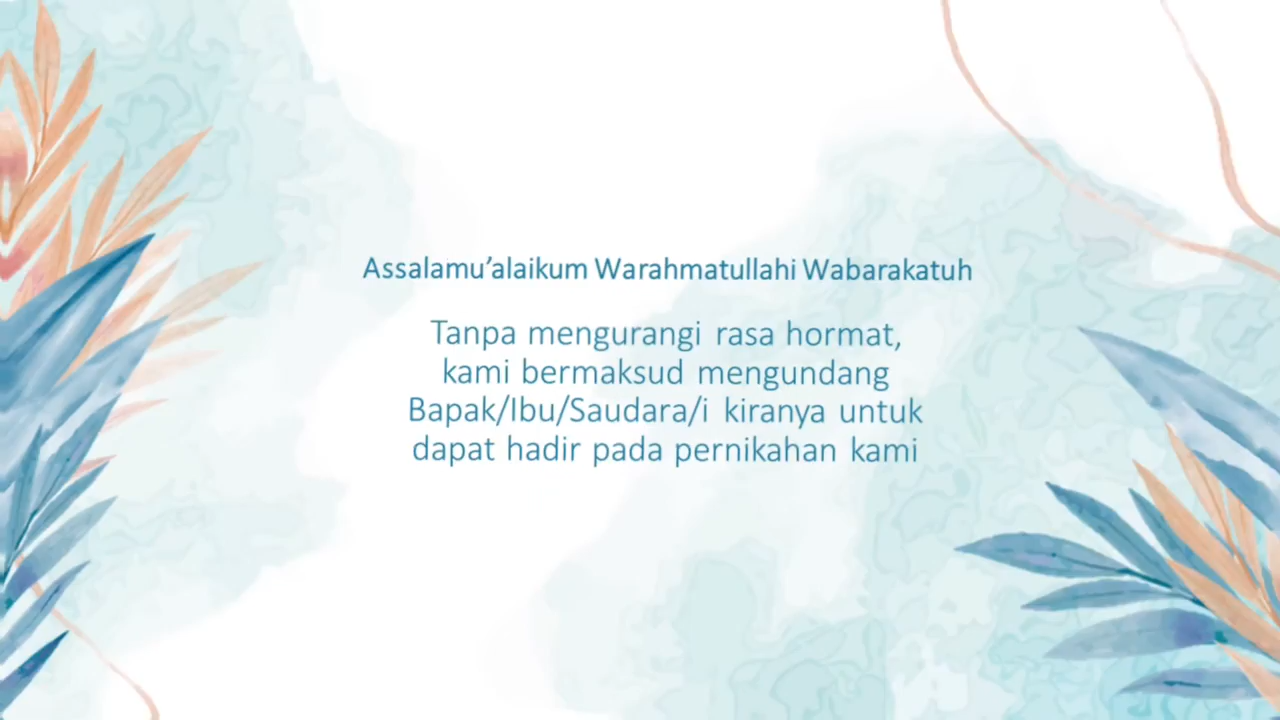 Assalamu’alaikum Warahmatullahi Wabarakatuh
Tanpa mengurangi rasa hormat,
kami bermaksud mengundang
Bapak/Ibu/Saudara/i kiranya untuk
dapat hadir pada pernikahan kami